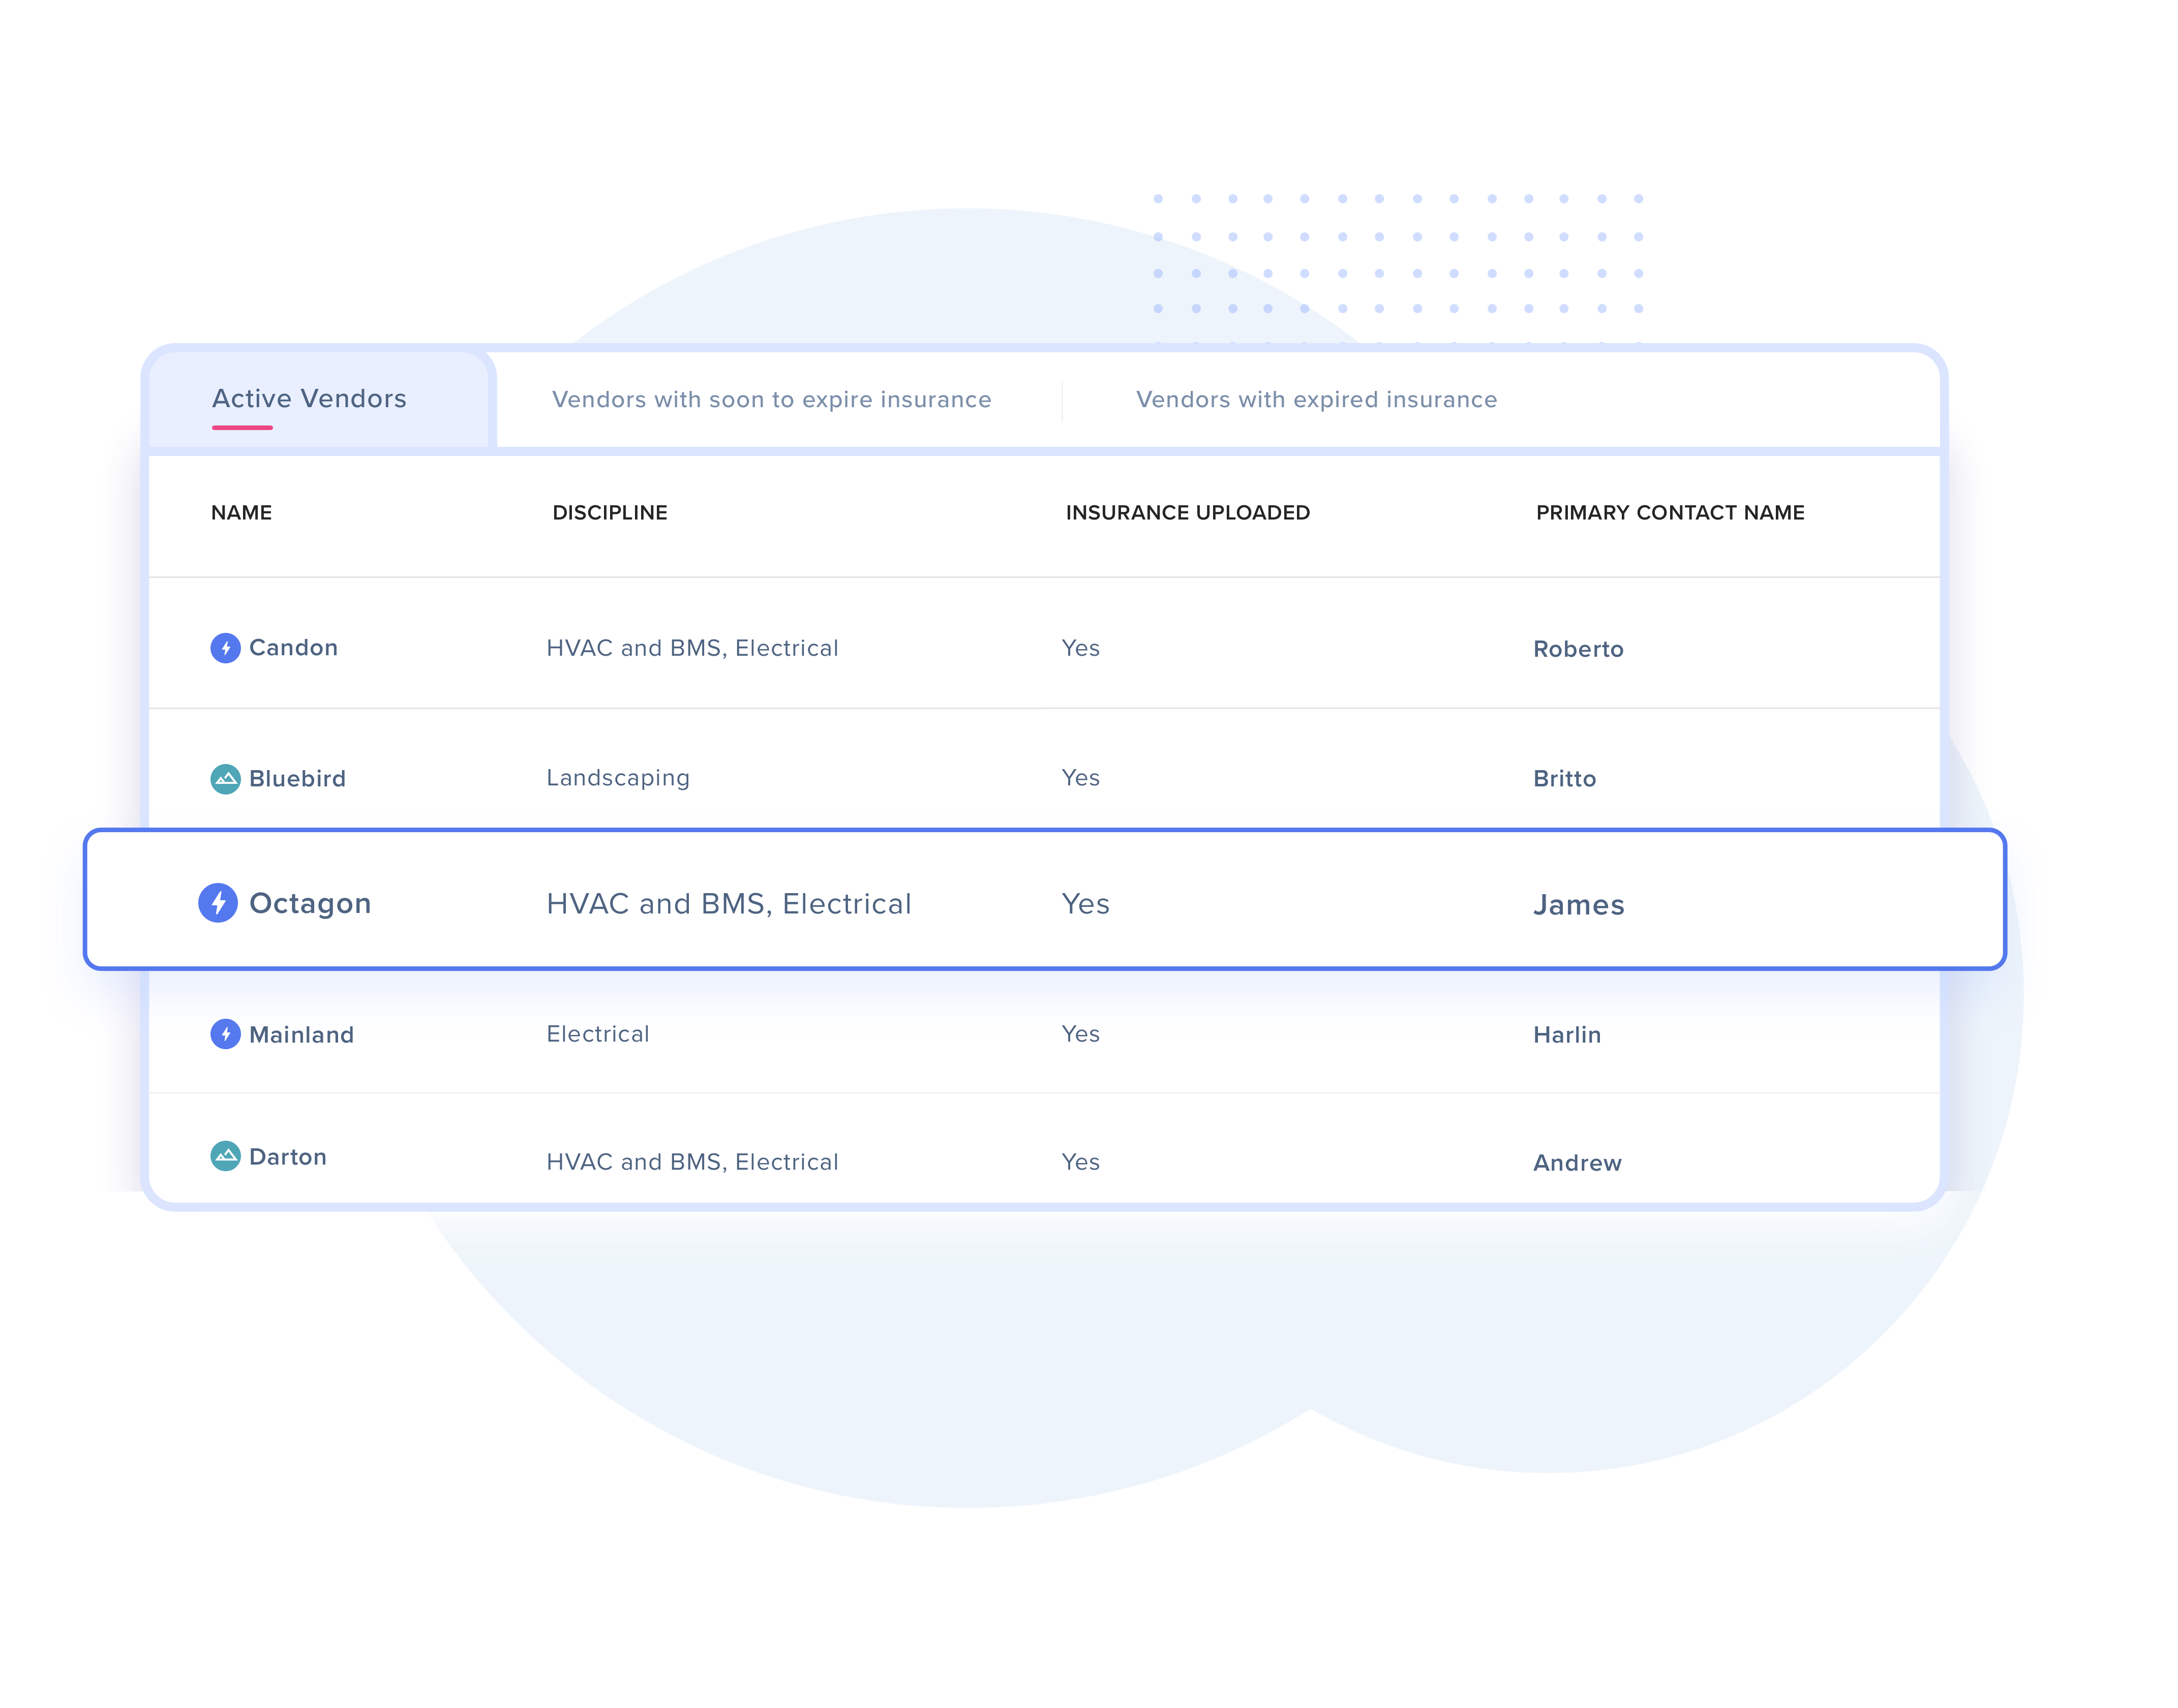 Active Vendors Vendors with soon to expire insurance Vendors with expired insurance
NAME DISCIPLINE INSURANCE UPLOADED PRIMARY CONTACT NAME
Candon HVAC and BMS, Electrical Yes Roberto
Bluebird Landscaping Yes Britto
Octagon HVAC and BMS, Electrical Yes James
Mainland Electrical Yes Harlin
Darton HVAC and BMS, Electrical Yes Andrew